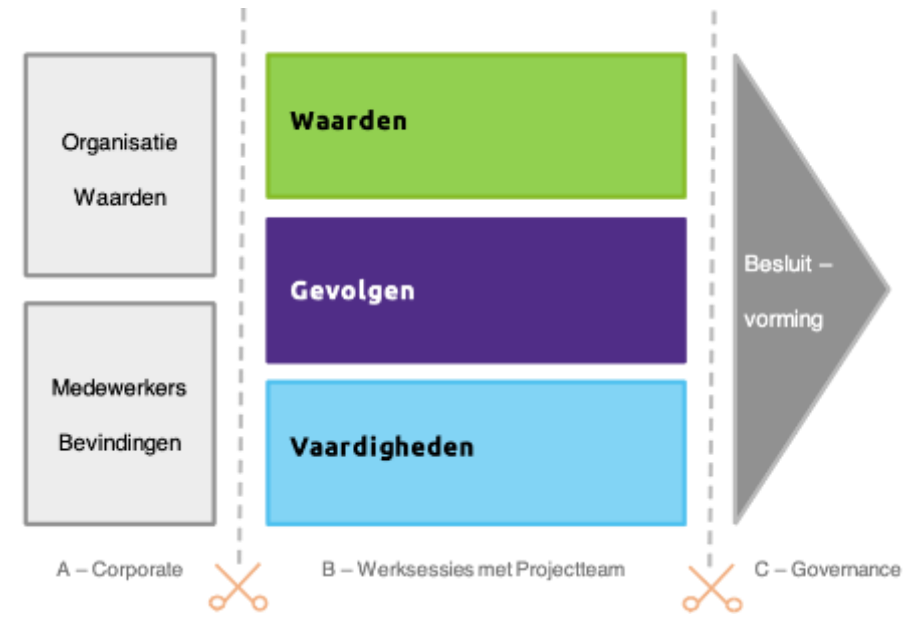 Organisatie
Waarden
Medewerkers
Bevindingen
A – Corporate
Waarden
Gevolgen
Vaardigheden
B – Werksessies met Projectteam
Besluit –
vorming
C – Governance